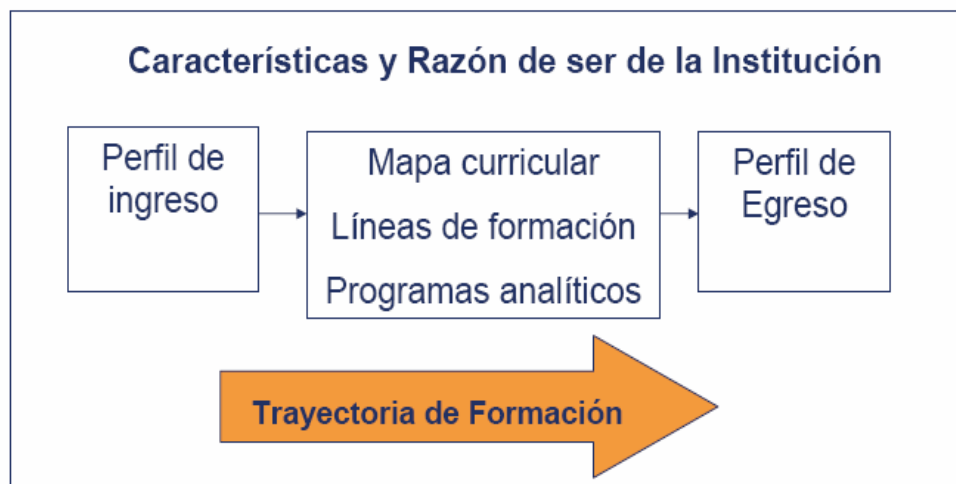 Características y Razón de ser de la Institución
Perfil de
ingreso
Mapa curricular
Líneas de formación
Programas analíticos
Perfil de
Egreso
Trayectoria de Formación